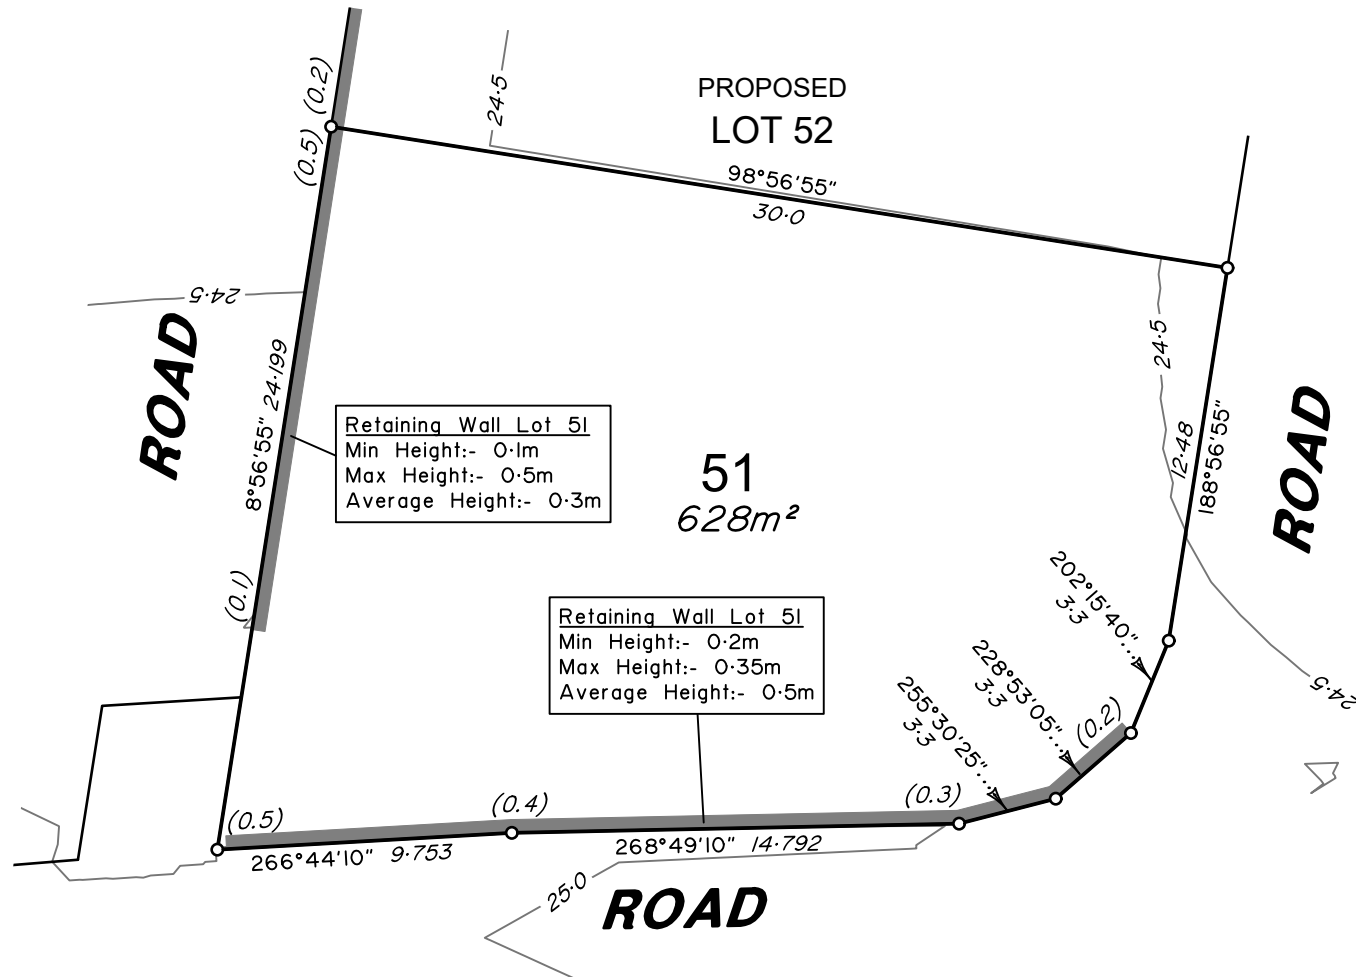 (0.2)
PROPOSED
LOT 52
24·5
(0.5)
98°56'55"
30·0
24·5
ROAD
24·5
8°56'55" 24·199
Retaining Wall Lot 51
Min Height:- 0·1m
Max Height:- 0·5m
Average Height:- 0·3m
51
628m²
12·48
188°56'55"
ROAD
(0.1)
Retaining Wall Lot 51
Min Height:- 0·2m
Max Height:- 0·35m
Average Height:- 0·5m
202°15'40"
3·3
228°53'05"
3·3
255°30'25"
3·3
(0.2)
24·5
(0.5)
(0.4)
(0.3)
266°44'10" 9·753
268°49'10" 14·792
25·0
ROAD